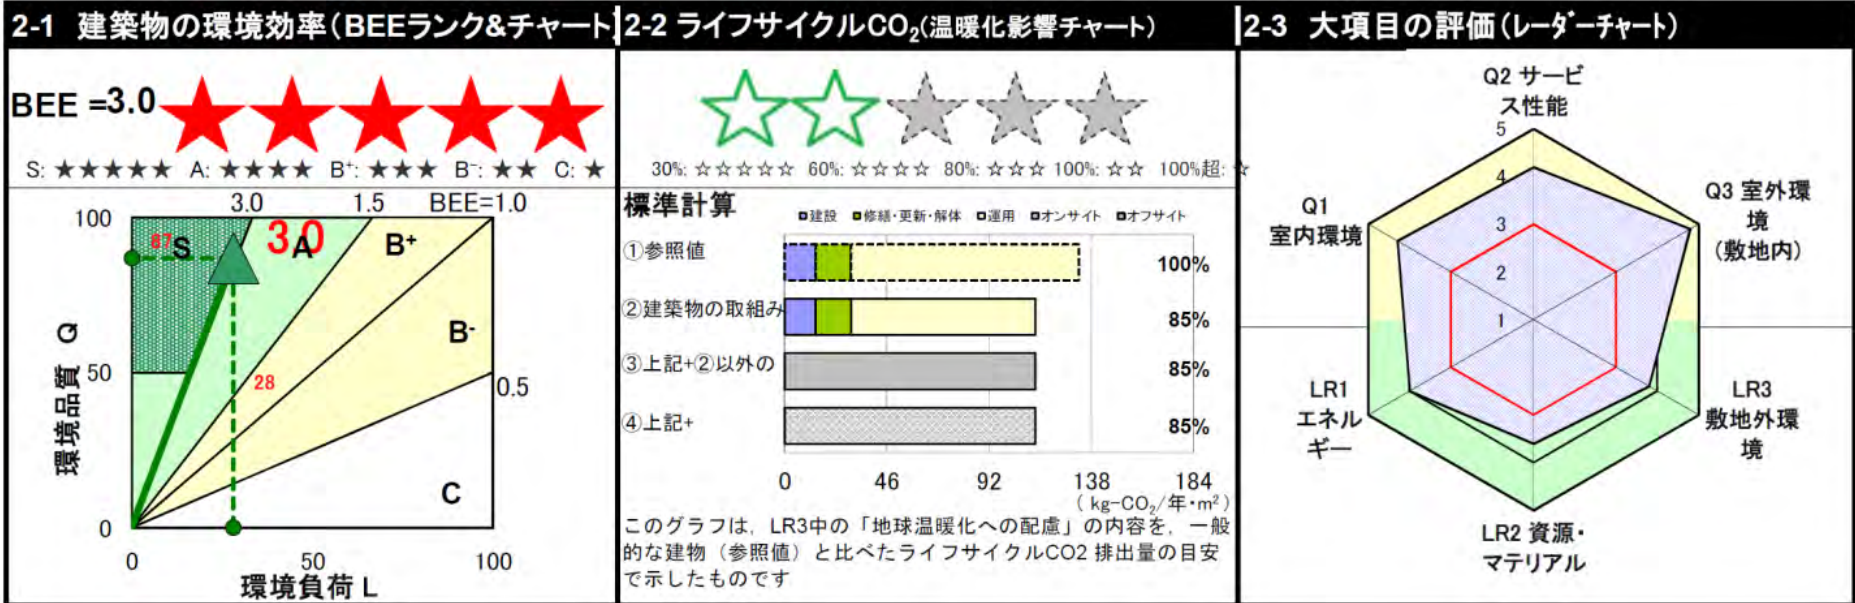 2-1 建築物の環境効率(BEEランク&チャート)
BEE =3.0
S: ★★★★★ A: ★★★★ B⁺: ★★★ B⁻: ★★ C: ★
3.0 1.5 BEE=1.0
100
87
S
3.0
A
B⁺
B⁻
50
28
0.5
C
0
0 50 100
環境品質 Q
環境負荷 L
2-2 ライフサイクルCO₂(温暖化影響チャート)
30%: ☆☆☆☆☆ 60%: ☆☆☆☆ 80%: ☆☆☆ 100%: ☆☆ 100%超: ☆
標準計算
建設 修繕・更新・解体 運用 オンサイト オフサイト
①参照値 100%
②建築物の取組み 85%
③上記+②以外の 85%
④上記+ 85%
0 46 92 138 184
( kg-CO₂/年・m² )
このグラフは、LR3中の「地球温暖化への配慮」の内容を、一般
的な建物(参照値)と比べたライフサイクルCO2 排出量の目安
で示したものです
2-3 大項目の評価(レーダーチャート)
Q2 サービ
ス性能
5
4
3
2
1
Q3 室外環
境
(敷地内)
Q1
室内環境
LR1
エネル
ギー
LR3
敷地外環
境
LR2 資源・
マテリアル